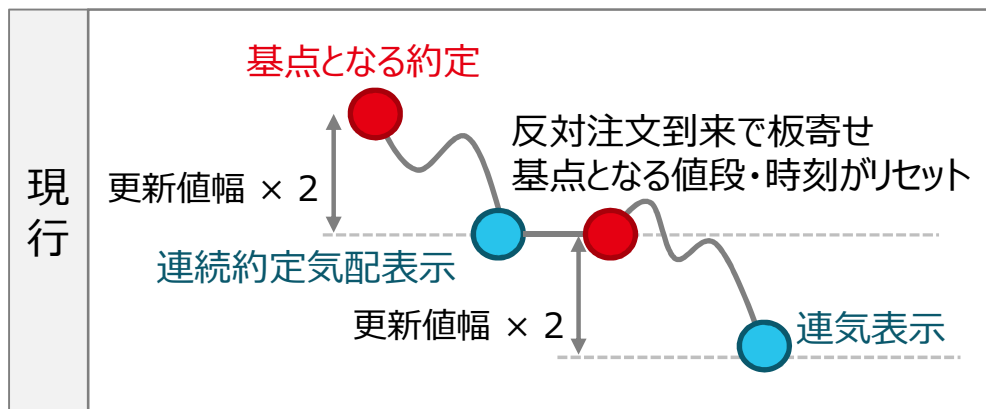 現行
基点となる約定
反対注文到来で板寄せ
基点となる値段・時刻がリセット
更新値幅 × 2
連続約定気配表示
更新値幅 × 2
連気表示